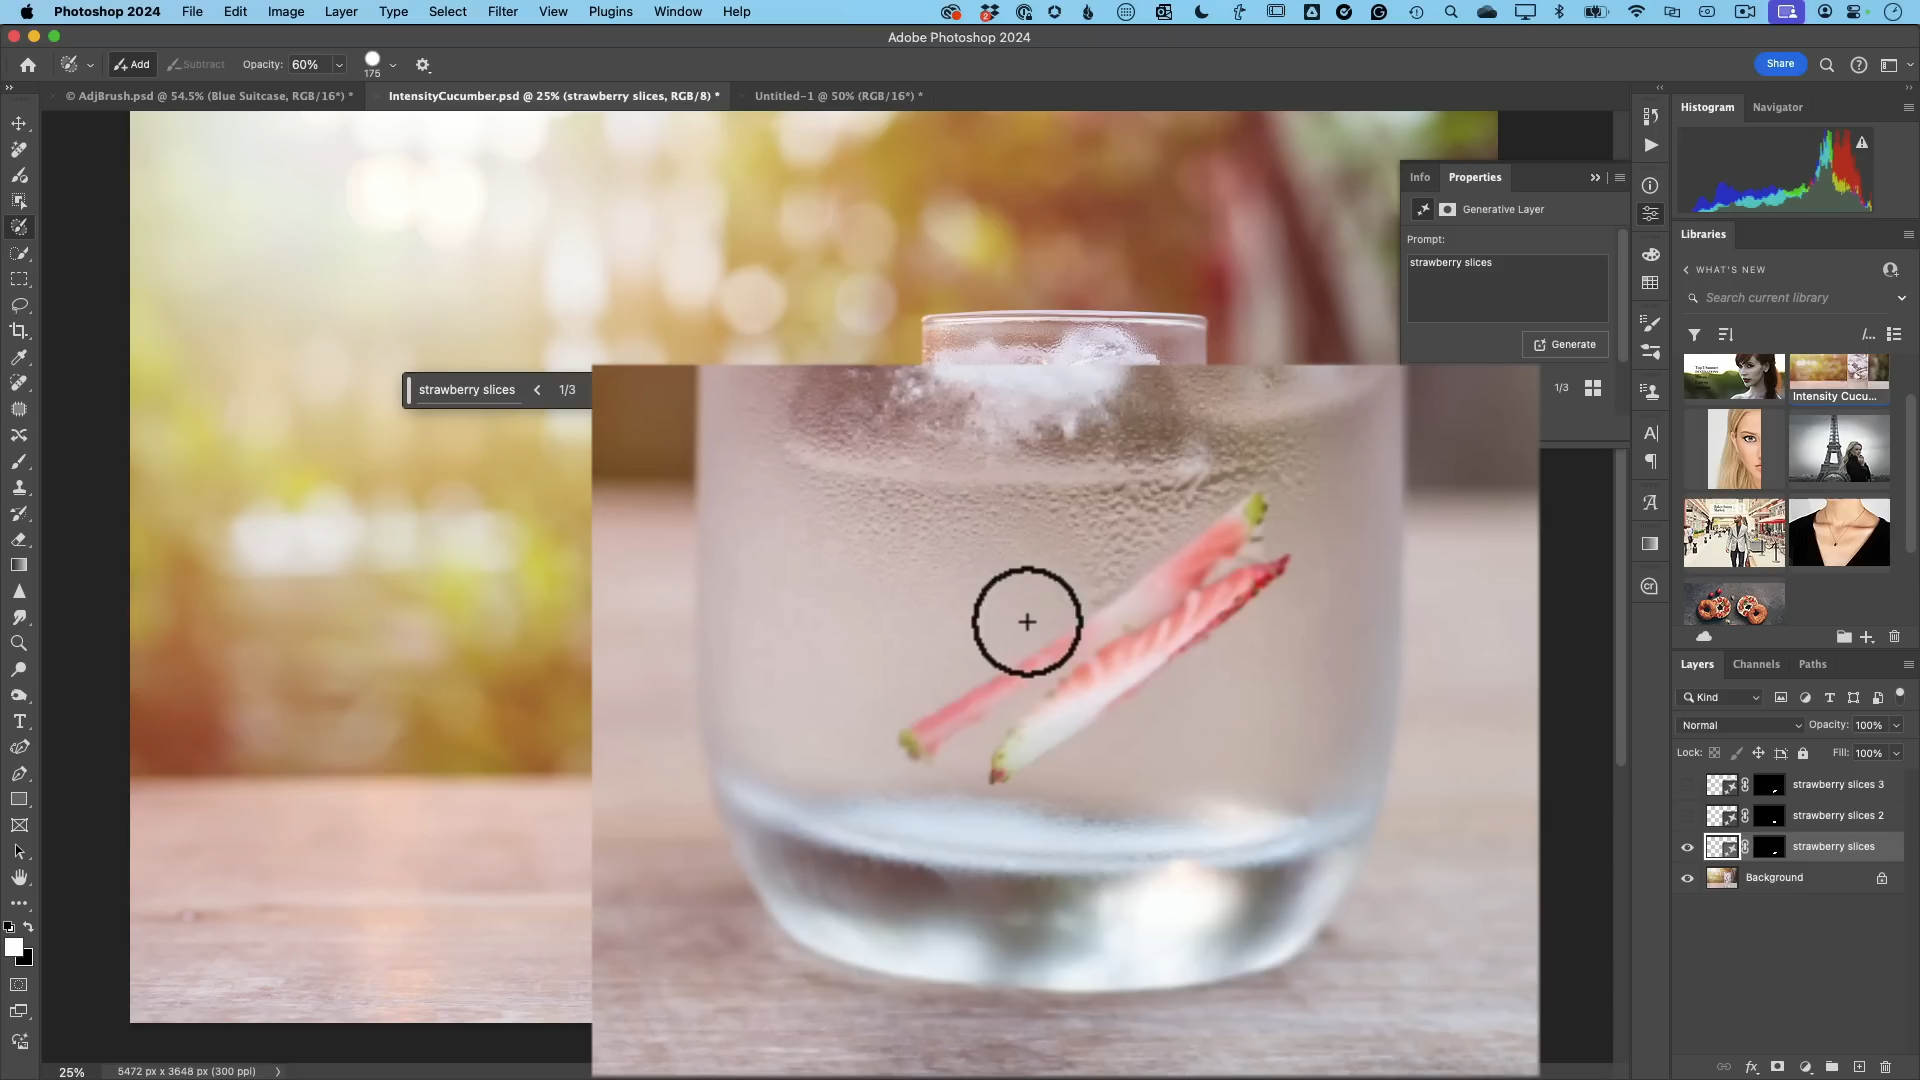 Photoshop 2024 File Edit Image Layer Type Select Filter View Plugins Window Help
Adobe Photoshop 2024
Add Subtract Opacity: 60% 175 Share
© AdjBrush.psd @ 54.5% (Blue Suitcase, RGB/16*) * IntensityCucumber.psd @ 25% (strawberry slices, RGB/8) * Untitled-1 @ 50% (RGB/16*) *
Histogram Navigator
Info Properties
Generative Layer
Prompt:
strawberry slices
Generate
1/3
strawberry slices 1/3
Libraries
WHAT'S NEW
Search current library
Intensity Cucu...
Layers Channels Paths
Kind
Normal Opacity: 100%
Lock: Fill: 100%
strawberry slices 3
strawberry slices 2
strawberry slices
Background
25% 5472 px x 3648 px (300 ppi)